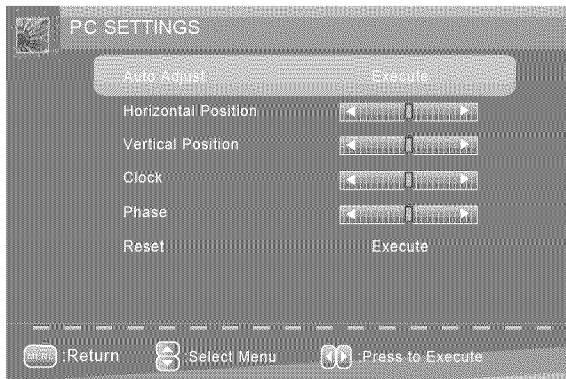 PC SETTINGS
Auto Adjust Execute
Horizontal Position
Vertical Position
Clock
Phase
Reset Execute
MENU :Return :Select Menu :Press to Execute